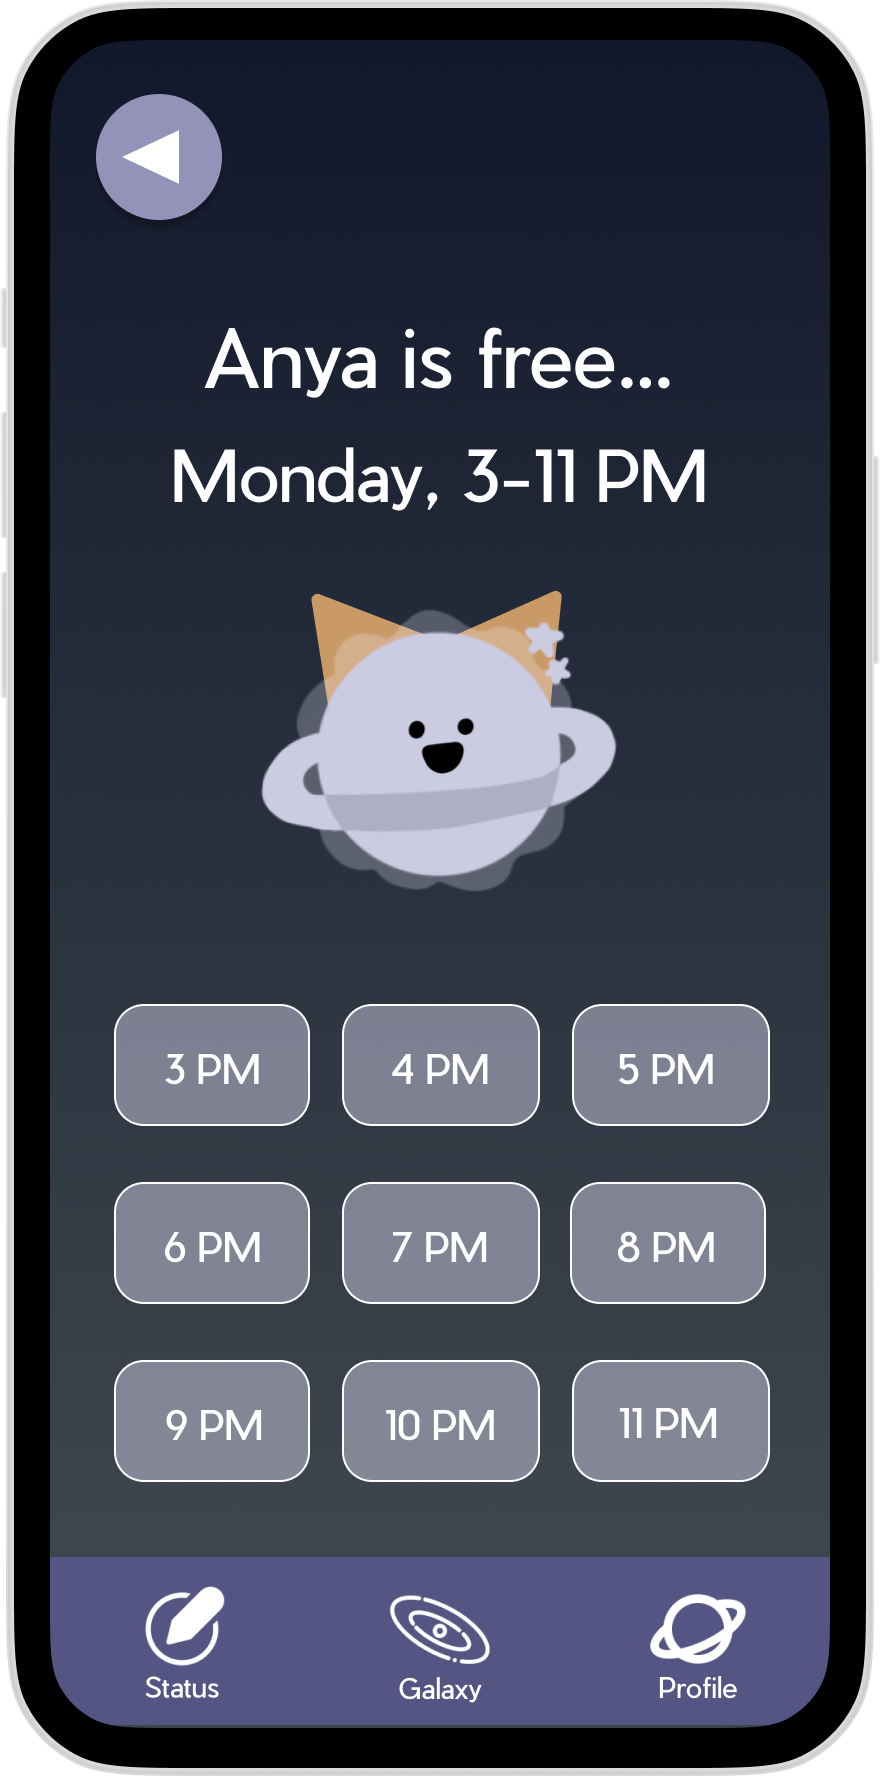 Anya is free...
Monday, 3-11 PM
3 PM 4 PM 5 PM
6 PM 7 PM 8 PM
9 PM 10 PM 11 PM
Status Galaxy Profile